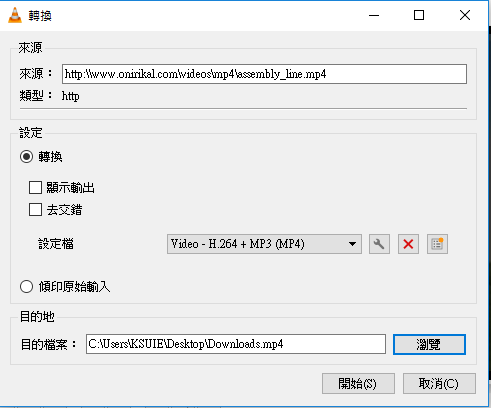 轉換
來源
來源： http:\\www.onirikal.com\videos\mp4\assembly_line.mp4
類型： http
設定
轉換
顯示輸出
去交錯
設定檔 Video - H.264 + MP3 (MP4)
傾印原始輸入
目的地
目的檔案： C:\Users\KSUIE\Desktop\Downloads.mp4 瀏覽
開始(S) 取消(C)